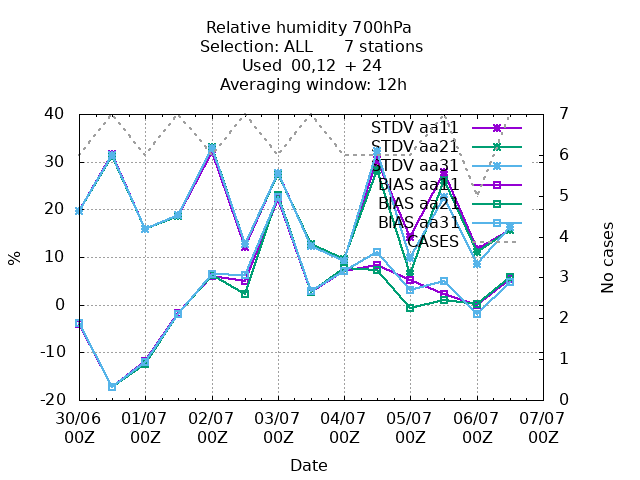 Relative humidity 700hPa
Selection: ALL 7 stations
Used 00,12 + 24
Averaging window: 12h
40
30
20
10
0
-10
-20
%
7
6
5
4
3
2
1
0
No cases
STDV aa11
STDV aa21
STDV aa31
BIAS aa11
BIAS aa21
BIAS aa31
CASES
30/06 01/07 02/07 03/07 04/07 05/07 06/07 07/07
00Z 00Z 00Z 00Z 00Z 00Z 00Z 00Z
Date